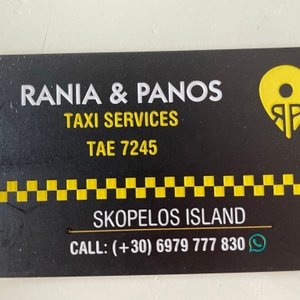 RANIA & PANOS
TAXI SERVICES
TAE 7245
SKOPELOS ISLAND
CALL: (+30) 6979 777 830